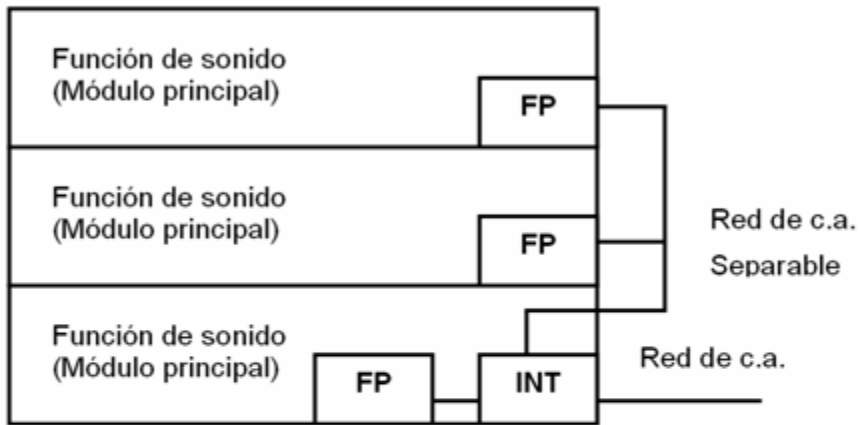 Función de sonido
(Módulo principal)
FP
Función de sonido
(Módulo principal)
FP
Red de c.a.
Separable
Función de sonido
(Módulo principal)
FP
INT
Red de c.a.